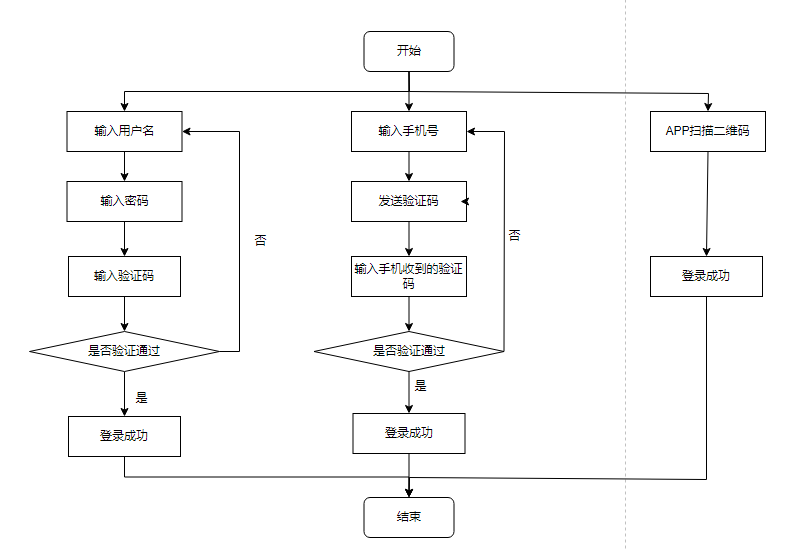 开始
输入用户名
输入手机号
APP扫描二维码
输入密码
发送验证码
否
否
输入验证码
输入手机收到的验证
码
登录成功
是否验证通过
是否验证通过
是
是
登录成功
登录成功
结束